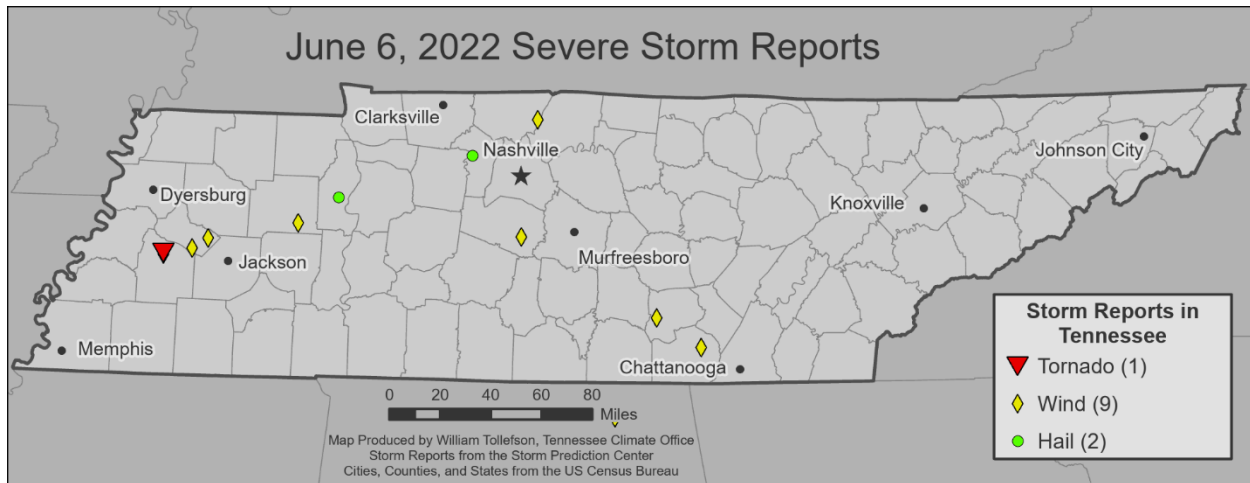 June 6, 2022 Severe Storm Reports
Clarksville
Nashville
Johnson City
Dyersburg
Knoxville
Murfreesboro
Jackson
Memphis
Chattanooga
Storm Reports in
Tennessee
Tornado (1)
Wind (9)
Hail (2)
0 20 40 60 80
Miles
Map Produced by William Tollefson, Tennessee Climate Office
Storm Reports from the Storm Prediction Center
Cities, Counties, and States from the US Census Bureau